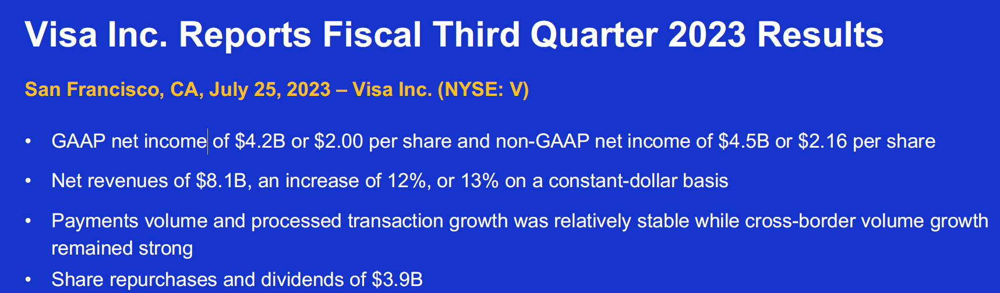 Visa Inc. Reports Fiscal Third Quarter 2023 Results
San Francisco, CA, July 25, 2023 – Visa Inc. (NYSE: V)
• GAAP net income of $4.2B or $2.00 per share and non-GAAP net income of $4.5B or $2.16 per share
• Net revenues of $8.1B, an increase of 12%, or 13% on a constant-dollar basis
• Payments volume and processed transaction growth was relatively stable while cross-border volume growth
remained strong
• Share repurchases and dividends of $3.9B